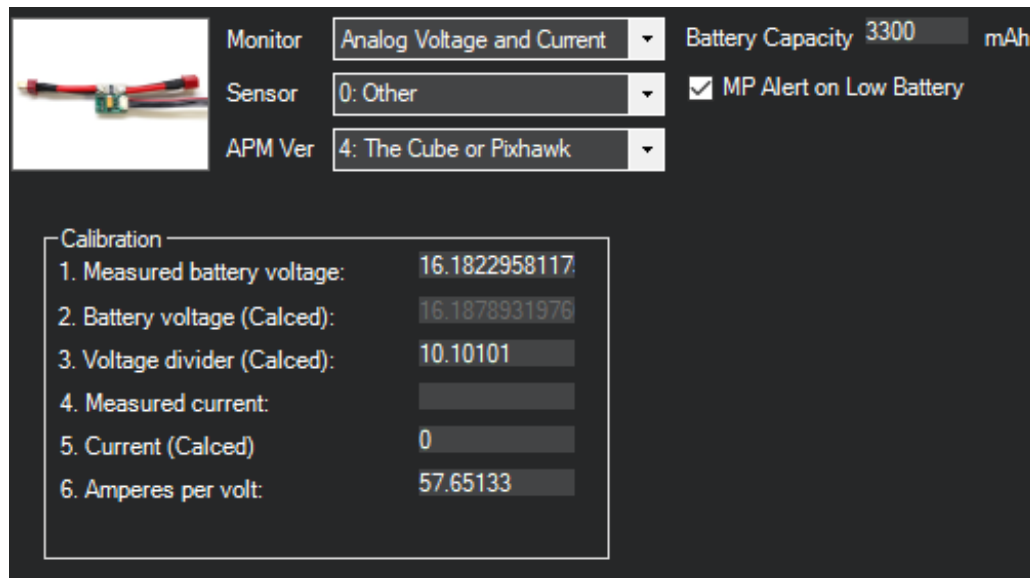 Monitor Analog Voltage and Current Battery Capacity 3300 mAh
Sensor 0: Other MP Alert on Low Battery
APM Ver 4: The Cube or Pixhawk
Calibration
1. Measured battery voltage: 16.1822958117
2. Battery voltage (Calced): 16.1878931976
3. Voltage divider (Calced): 10.10101
4. Measured current:
5. Current (Calced) 0
6. Amperes per volt: 57.65133